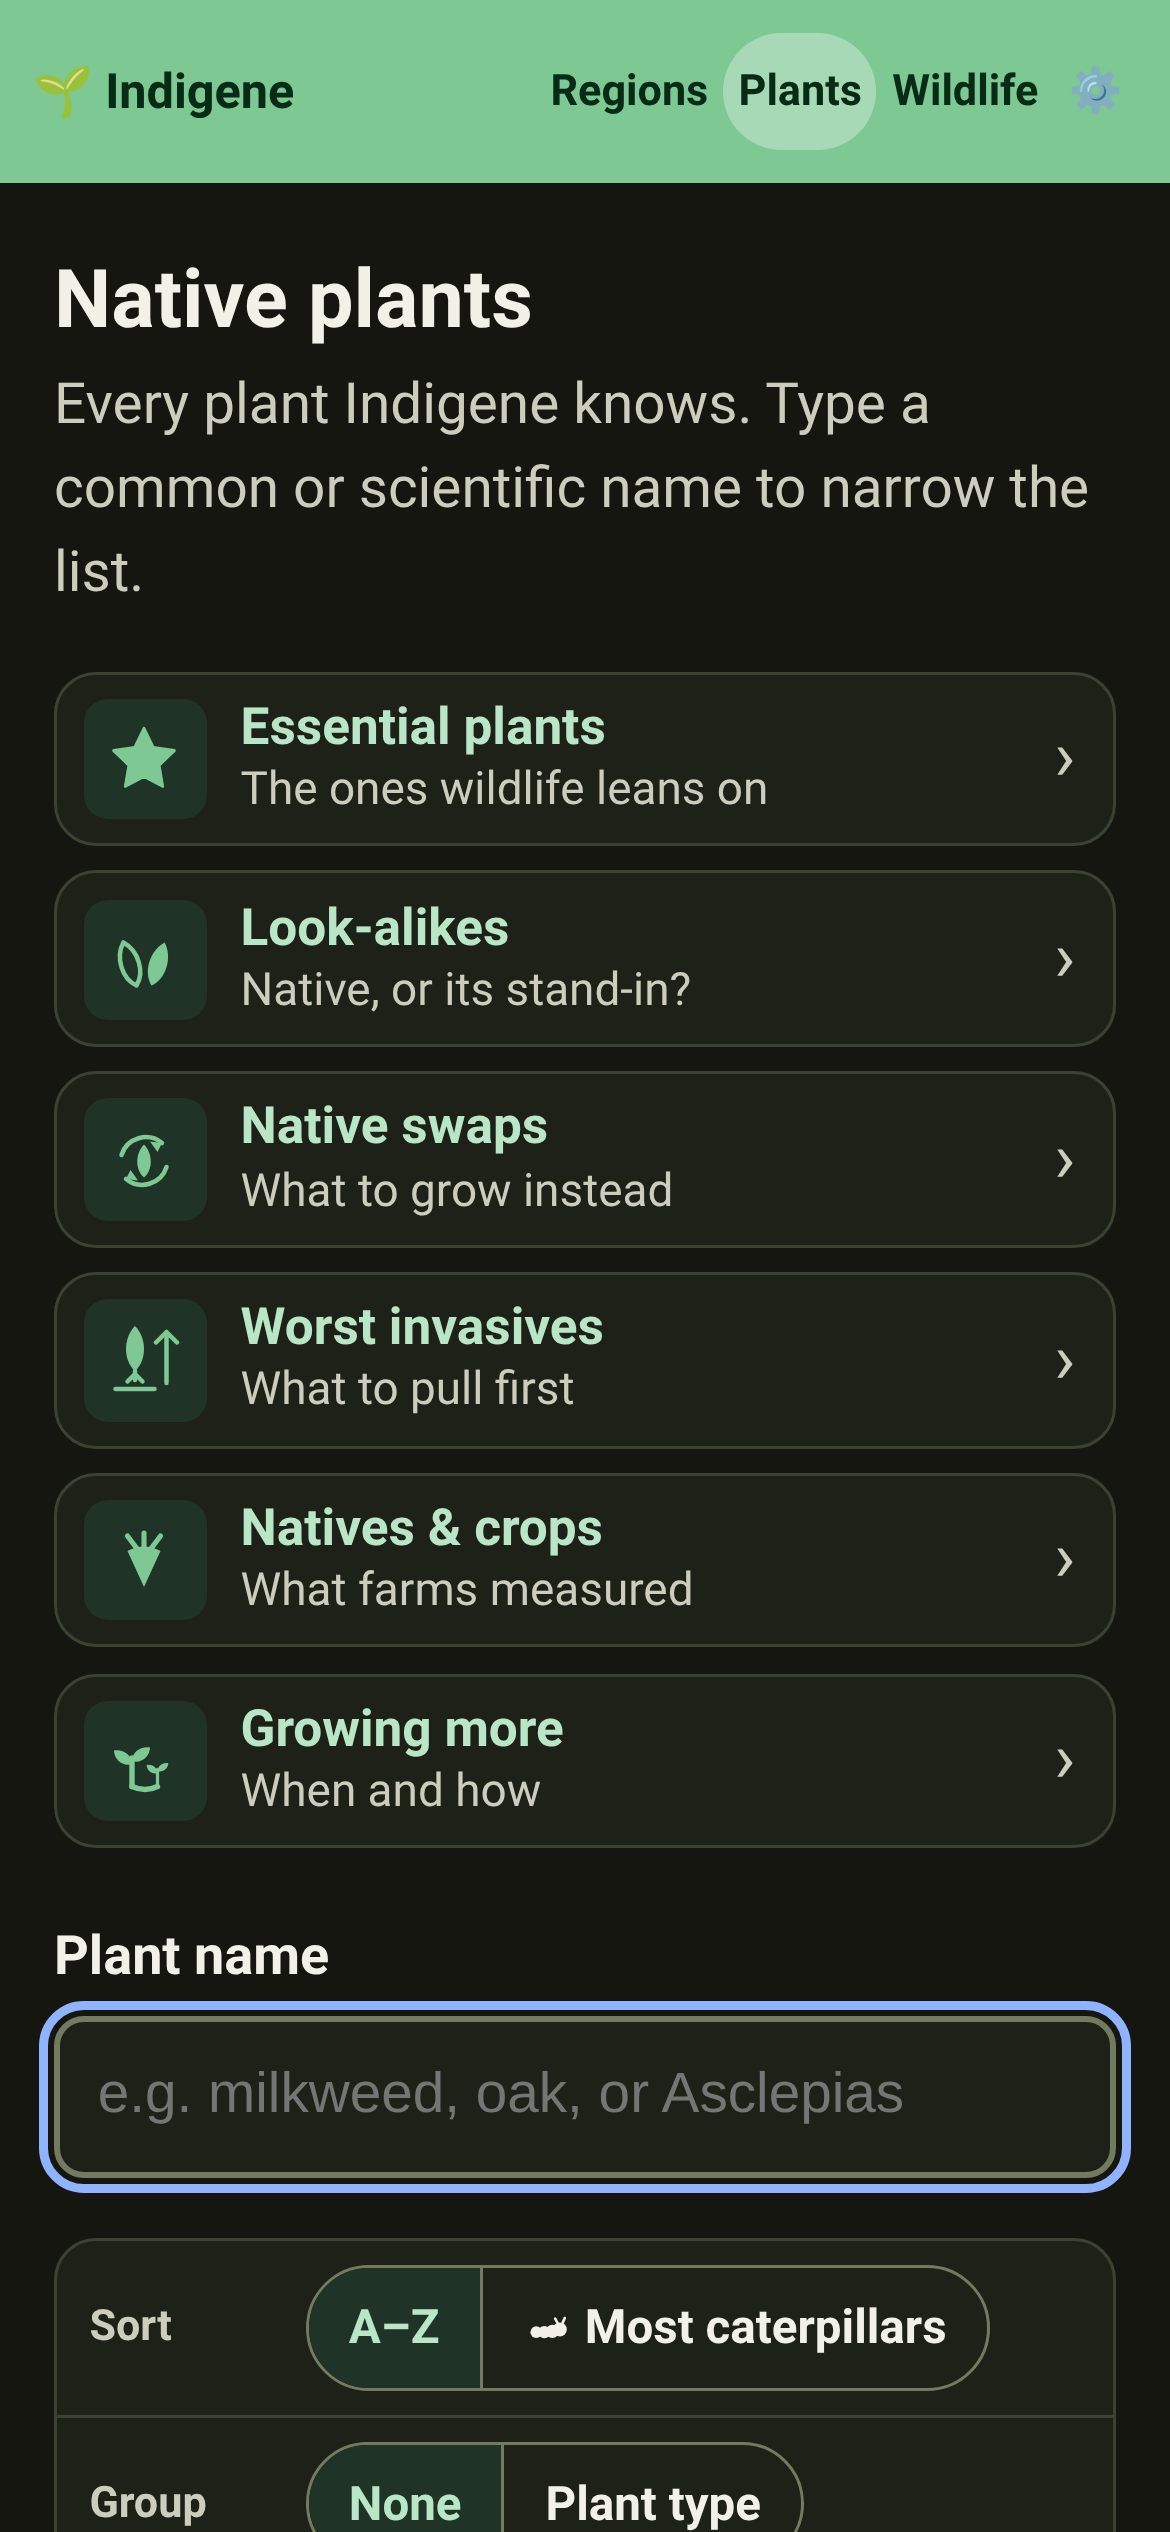 Indigene
Regions Plants Wildlife
Native plants
Every plant Indigene knows. Type a
common or scientific name to narrow the
list.
Essential plants
The ones wildlife leans on
Look-alikes
Native, or its stand-in?
Native swaps
What to grow instead
Worst invasives
What to pull first
Natives & crops
What farms measured
Growing more
When and how
Plant name
e.g. milkweed, oak, or Asclepias
Sort A–Z Most caterpillars
Group None Plant type